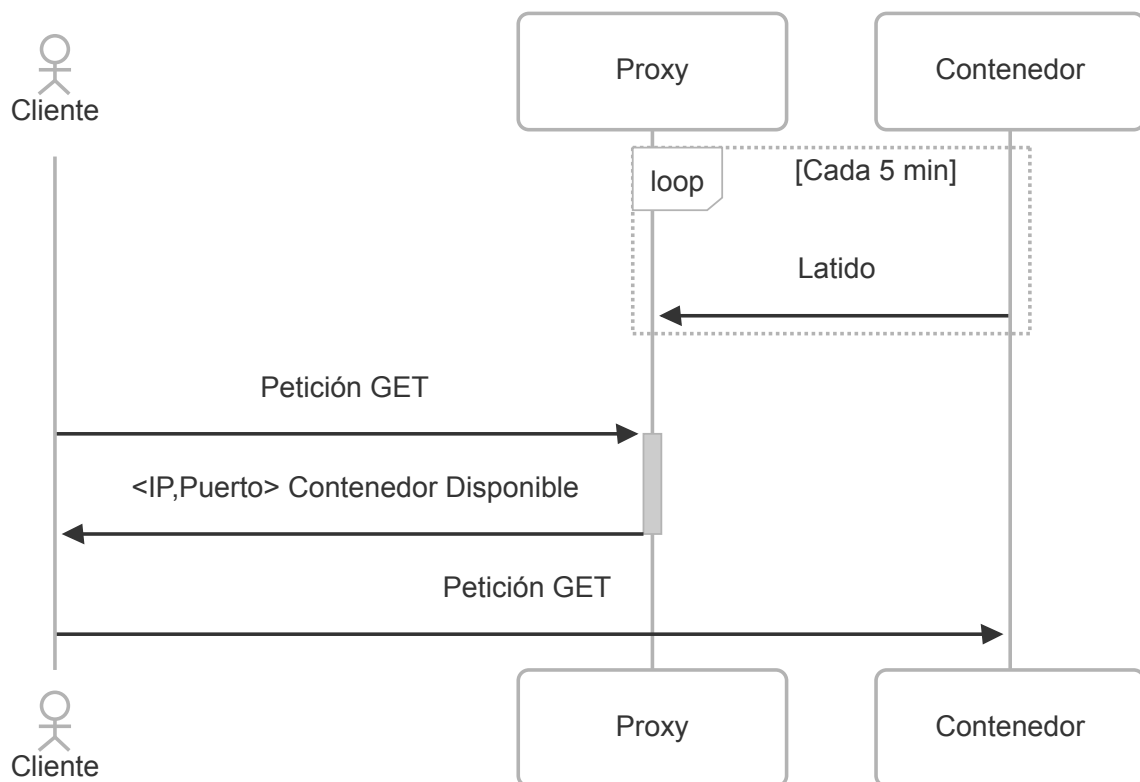 Cliente
Proxy
Contenedor
loop
[Cada 5 min]
Latido
Petición GET
<IP,Puerto> Contenedor Disponible
Petición GET
Cliente
Proxy
Contenedor